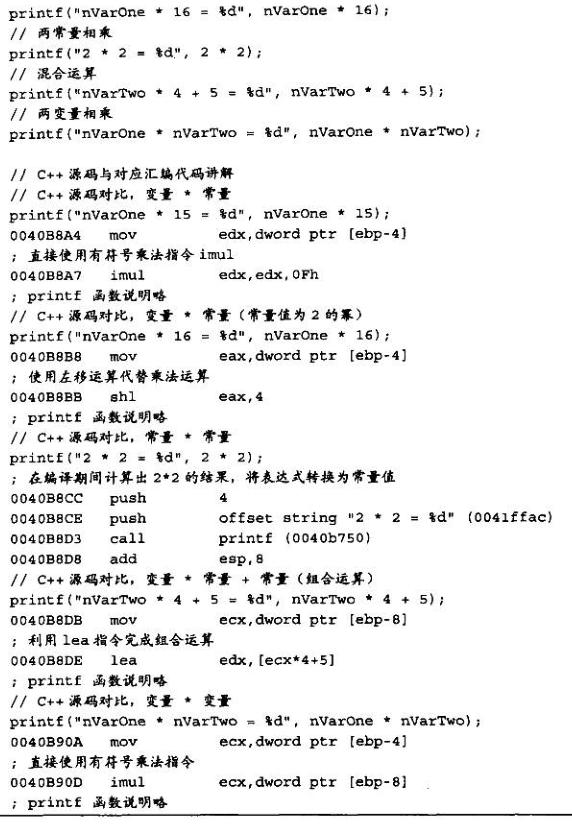 printf("nVarOne * 16 = %d", nVarOne * 16);
// 两常量相乘
printf("2 * 2 = %d", 2 * 2);
// 混合运算
printf("nVarTwo * 4 + 5 = %d", nVarTwo * 4 + 5);
// 两变量相乘
printf("nVarOne * nVarTwo = %d", nVarOne * nVarTwo);
// C++ 源码与对应汇编代码讲解
// C++ 源码对比，变量 * 常量
printf("nVarOne * 15 = %d", nVarOne * 15);
0040B8A4 mov edx,dword ptr [ebp-4]
; 直接使用有符号乘法指令 imul
0040B8A7 imul edx,edx,0Fh
; printf 函数说明略
// C++ 源码对比，变量 * 常量（常量值为 2 的幂）
printf("nVarOne * 16 = %d", nVarOne * 16);
0040B8B8 mov eax,dword ptr [ebp-4]
; 使用左移运算代替乘法运算
0040B8BB shl eax,4
; printf 函数说明略
// C++ 源码对比，常量 * 常量
printf("2 * 2 = %d", 2 * 2);
; 在编译期间计算出 2*2 的结果，将表达式转换为常量值
0040B8CC push 4
0040B8CE push offset string "2 * 2 = %d" (0041ffac)
0040B8D3 call printf (0040b750)
0040B8D8 add esp,8
// C++ 源码对比，变量 * 常量 + 常量（组合运算）
printf("nVarTwo * 4 + 5 = %d", nVarTwo * 4 + 5);
0040B8DB mov ecx,dword ptr [ebp-8]
; 利用 lea 指令完成组合运算
0040B8DE lea edx,[ecx*4+5]
; printf 函数说明略
// C++ 源码对比，变量 * 变量
printf("nVarOne * nVarTwo = %d", nVarOne * nVarTwo);
0040B90A mov ecx,dword ptr [ebp-4]
; 直接使用有符号乘法指令
0040B90D imul ecx,dword ptr [ebp-8]
; printf 函数说明略